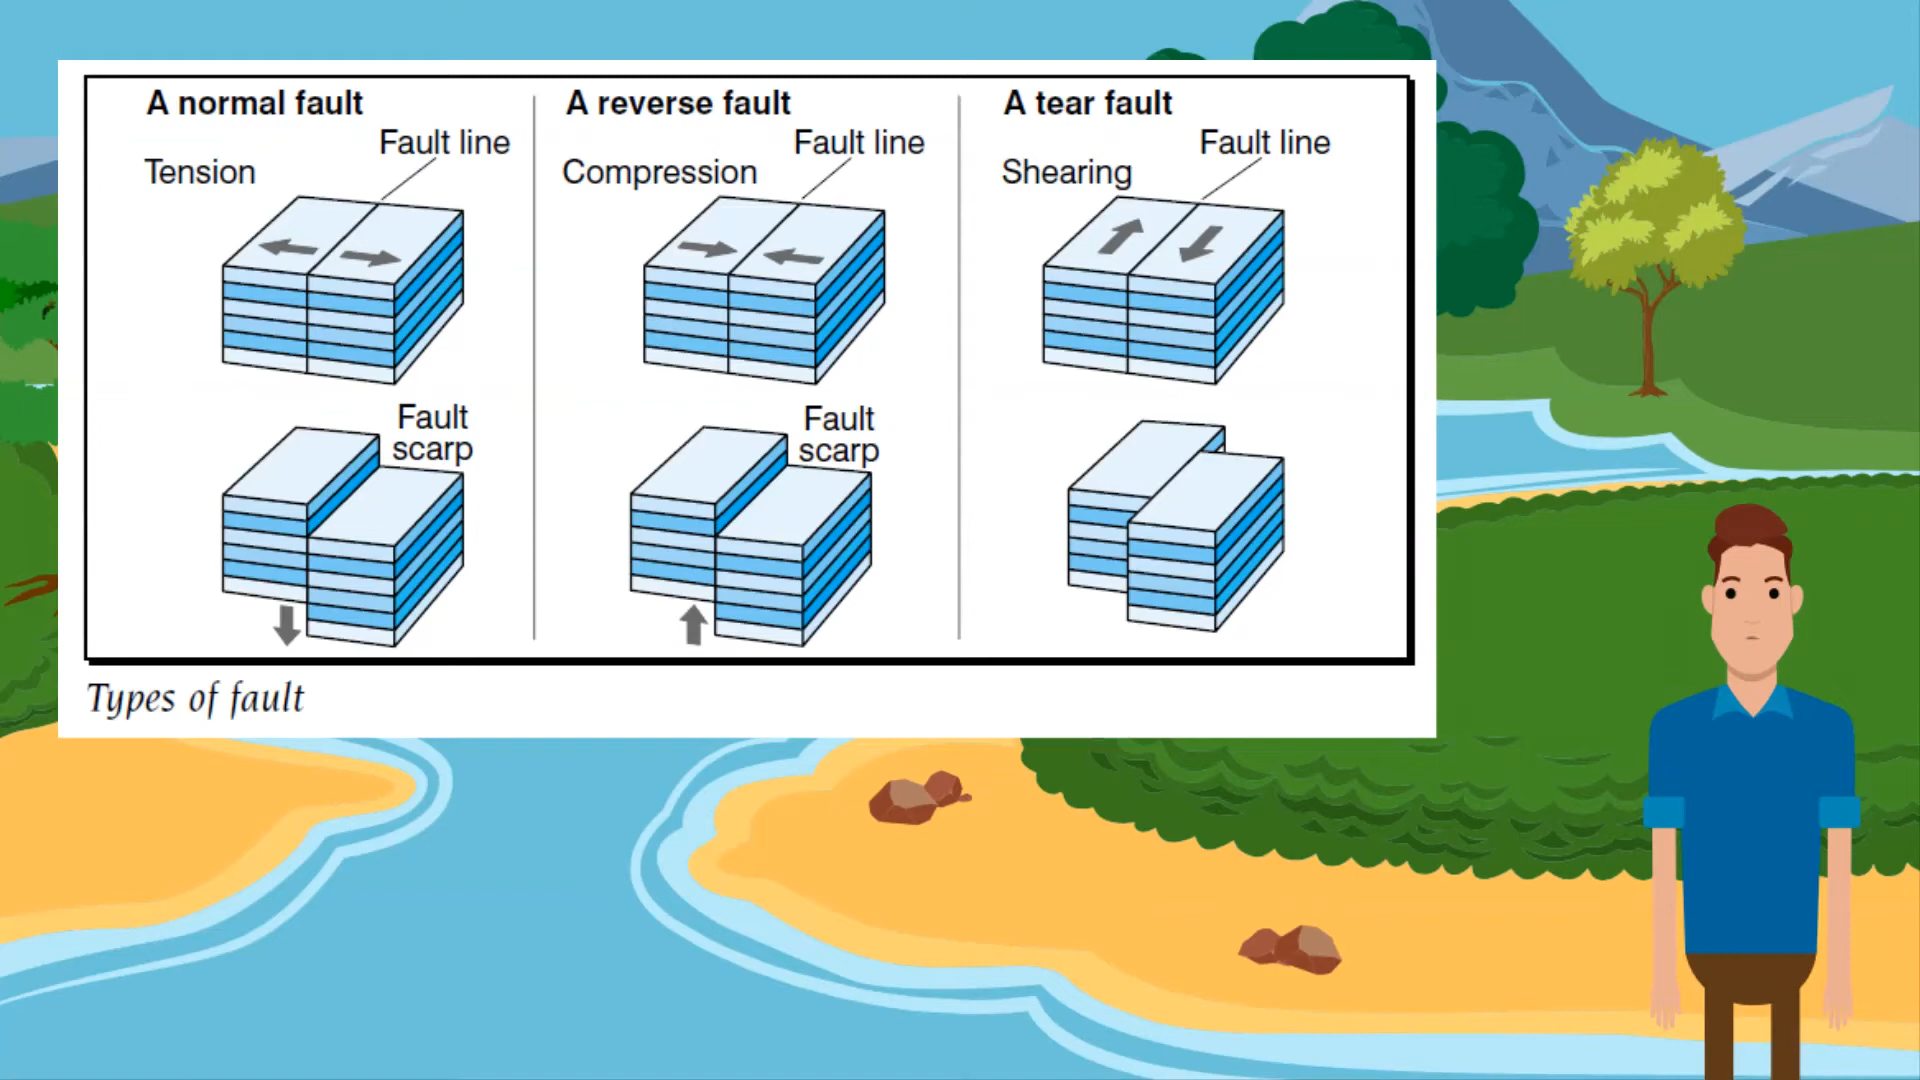 A normal fault
Fault line
Tension
Fault
scarp
A reverse fault
Fault line
Compression
Fault
scarp
A tear fault
Fault line
Shearing
Types of fault